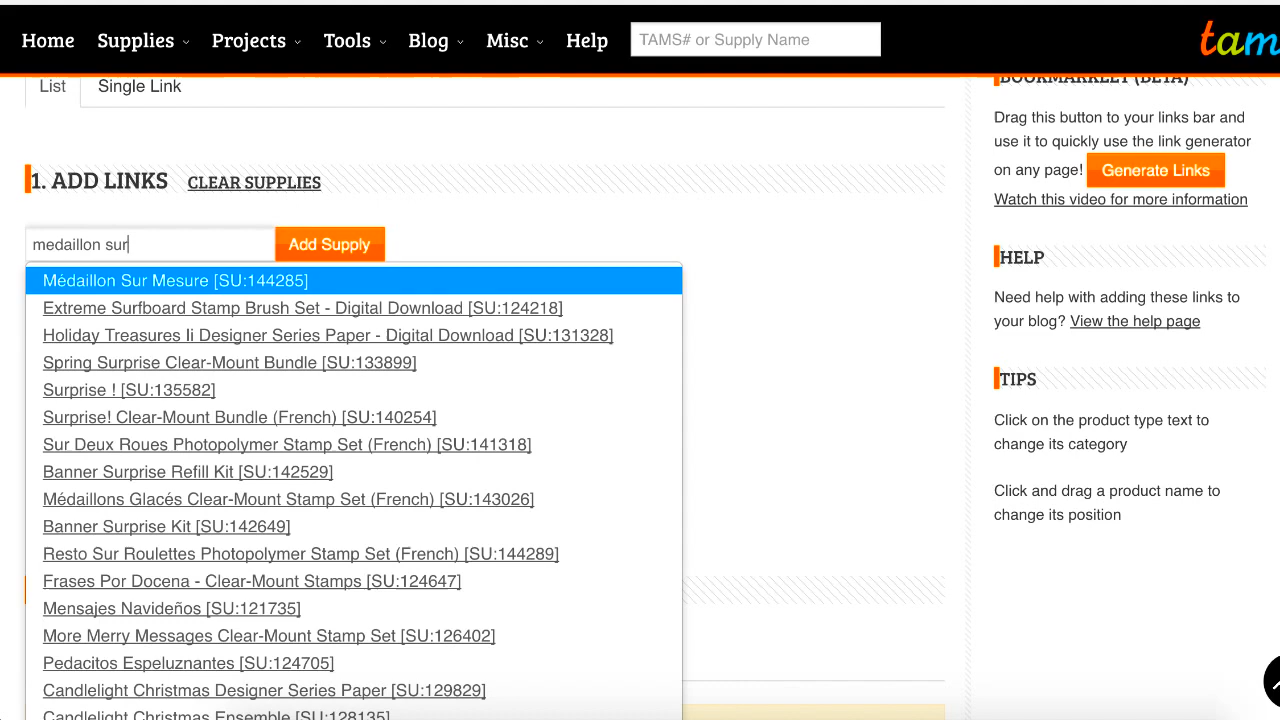 Home Supplies Projects Tools Blog Misc Help TAMS# or Supply Name tam
List Single Link
1. ADD LINKS CLEAR SUPPLIES
medaillon sur Add Supply
Médaillon Sur Mesure [SU:144285]
Extreme Surfboard Stamp Brush Set - Digital Download [SU:124218]
Holiday Treasures Ii Designer Series Paper - Digital Download [SU:131328]
Spring Surprise Clear-Mount Bundle [SU:133899]
Surprise ! [SU:135582]
Surprise! Clear-Mount Bundle (French) [SU:140254]
Sur Deux Roues Photopolymer Stamp Set (French) [SU:141318]
Banner Surprise Refill Kit [SU:142529]
Médaillons Glacés Clear-Mount Stamp Set (French) [SU:143026]
Banner Surprise Kit [SU:142649]
Resto Sur Roulettes Photopolymer Stamp Set (French) [SU:144289]
Frases Por Docena - Clear-Mount Stamps [SU:124647]
Mensajes Navideños [SU:121735]
More Merry Messages Clear-Mount Stamp Set [SU:126402]
Pedacitos Espeluznantes [SU:124705]
Candlelight Christmas Designer Series Paper [SU:129829]
Candlelight Christmas Ensemble [SU:128135]
BOOKMARKLET (BETA)
Drag this button to your links bar and
use it to quickly use the link generator
on any page! Generate Links
Watch this video for more information
HELP
Need help with adding these links to
your blog? View the help page
TIPS
Click on the product type text to
change its category
Click and drag a product name to
change its position